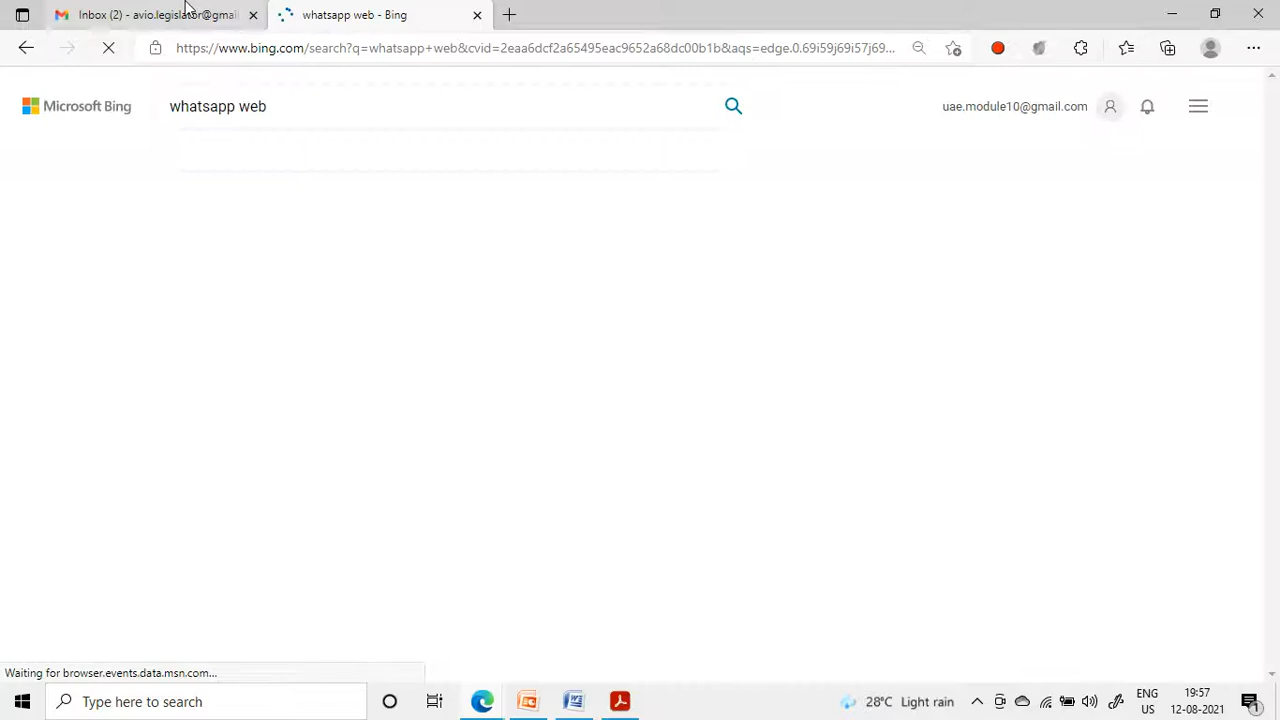 Inbox (2) - avio.legislator@gmail
whatsapp web - Bing
https://www.bing.com/search?q=whatsapp+web&cvid=2eaa6dcf2a65495eac9652a68dc00b1b&aqs=edge.0.69i59j69i57j69...
Microsoft Bing
whatsapp web
uae.module10@gmail.com
Waiting for browser.events.data.msn.com...
Type here to search
28°C Light rain
ENG
US
19:57
12-08-2021
1